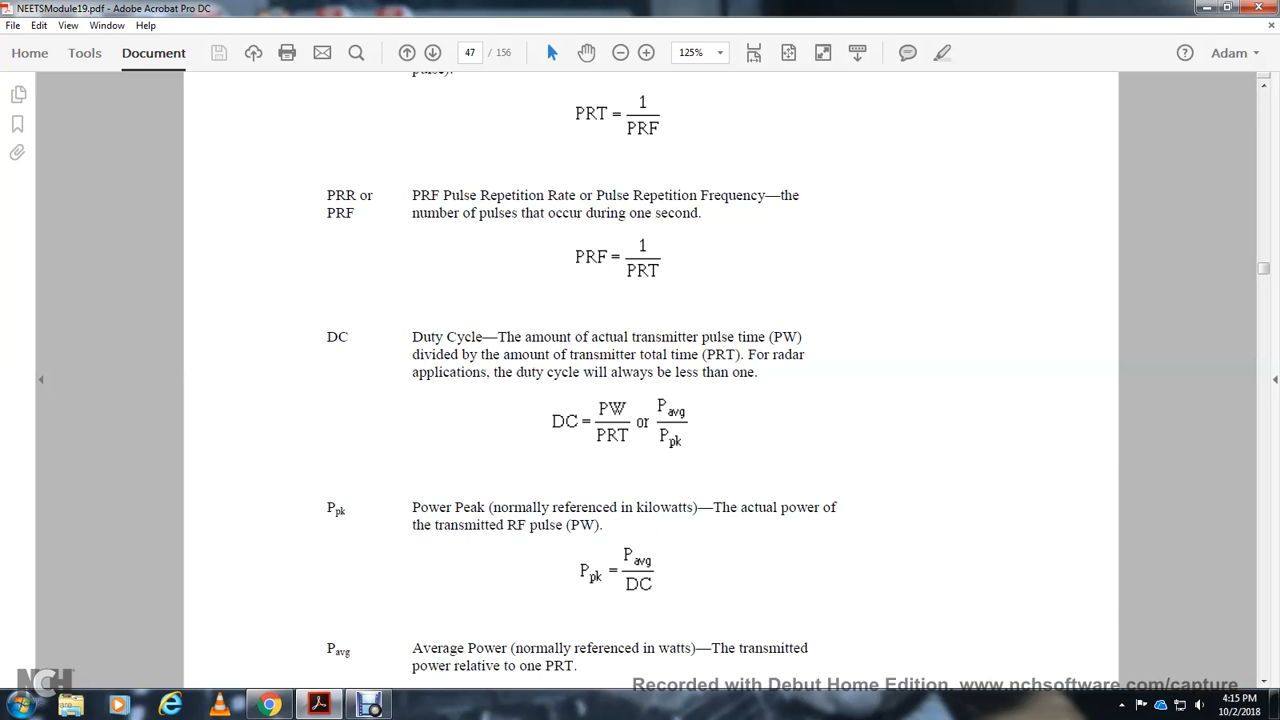 NEETSModule19.pdf - Adobe Acrobat Pro DC
File Edit View Window Help
Home Tools Document 47 / 156 125% Adam
pulse).
PRT = 1 / PRF
PRR or PRF Pulse Repetition Rate or Pulse Repetition Frequency—the
PRF number of pulses that occur during one second.
PRF = 1 / PRT
DC Duty Cycle—The amount of actual transmitter pulse time (PW)
divided by the amount of transmitter total time (PRT). For radar
applications, the duty cycle will always be less than one.
DC = PW / PRT or Pavg / Ppk
Ppk Power Peak (normally referenced in kilowatts)—The actual power of
the transmitted RF pulse (PW).
Ppk = Pavg / DC
Pavg Average Power (normally referenced in watts)—The transmitted
power relative to one PRT.
NCH
Recorded with Debut Home Edition. www.nchsoftware.com/capture
4:15 PM
10/2/2018